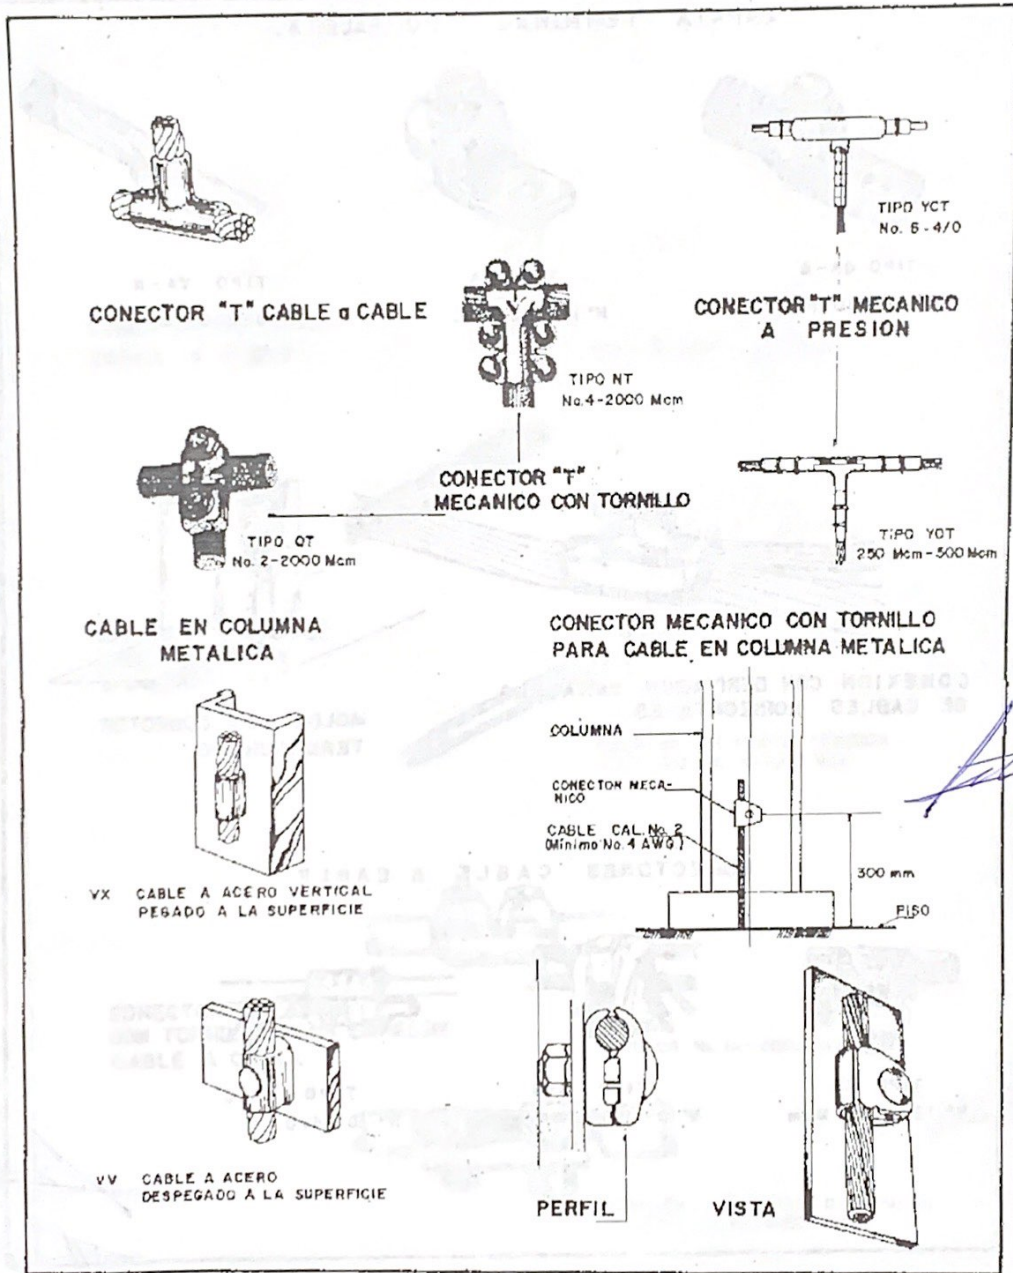 TIPO YCT
No. 6-4/0
CONECTOR "T" CABLE a CABLE
CONECTOR "T" MECANICO
A PRESION
TIPO NT
No.4-2000 Mcm
CONECTOR "T"
MECANICO CON TORNILLO
TIPO QT
No. 2-2000 Mcm
TIPO YCT
250 Mcm-500 Mcm
CABLE EN COLUMNA
METALICA
CONECTOR MECANICO CON TORNILLO
PARA CABLE EN COLUMNA METALICA
COLUMNA
CONECTOR MECA-
NICO
CABLE CAL. No. 2
(Mínimo No. 4 AWG)
300 mm
PISO
VX CABLE A ACERO VERTICAL
PEGADO A LA SUPERFICIE
VV CABLE A ACERO
DESPEGADO A LA SUPERFICIE
PERFIL
VISTA